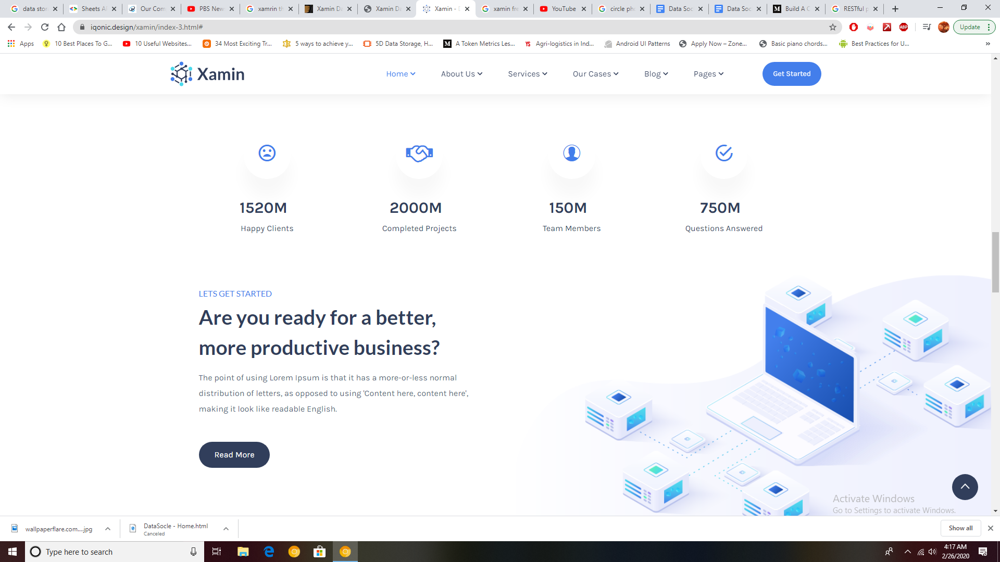 data stor
Sheets A
Our Com
PBS New
xamrin th
Xamin Da
Xamin Da
Xamin -
xamin fre
YouTube
circle pho
Data Soc
Data Soc
Build A C
RESTful p
iqonic.design/xamin/index-3.html#
Update
Apps
10 Best Places To G...
10 Useful Websites...
34 Most Exciting Tr...
5 ways to achieve y...
5D Data Storage, H...
A Token Metrics Les...
YS Agri-logistics in Ind...
Android UI Patterns
Apply Now – Zone...
Basic piano chords...
Best Practices for U...
»
Xamin
Home
About Us
Services
Our Cases
Blog
Pages
Get Started
1520M
2000M
150M
750M
Happy Clients
Completed Projects
Team Members
Questions Answered
LETS GET STARTED
Are you ready for a better,
more productive business?
The point of using Lorem Ipsum is that it has a more-or-less normal
distribution of letters, as opposed to using 'Content here, content here',
making it look like readable English.
Read More
Activate Windows
Go to Settings to activate Windows.
wallpaperflare.com....jpg
DataSocle - Home.html
Canceled
Show all
Type here to search
4:17 AM
2/26/2020